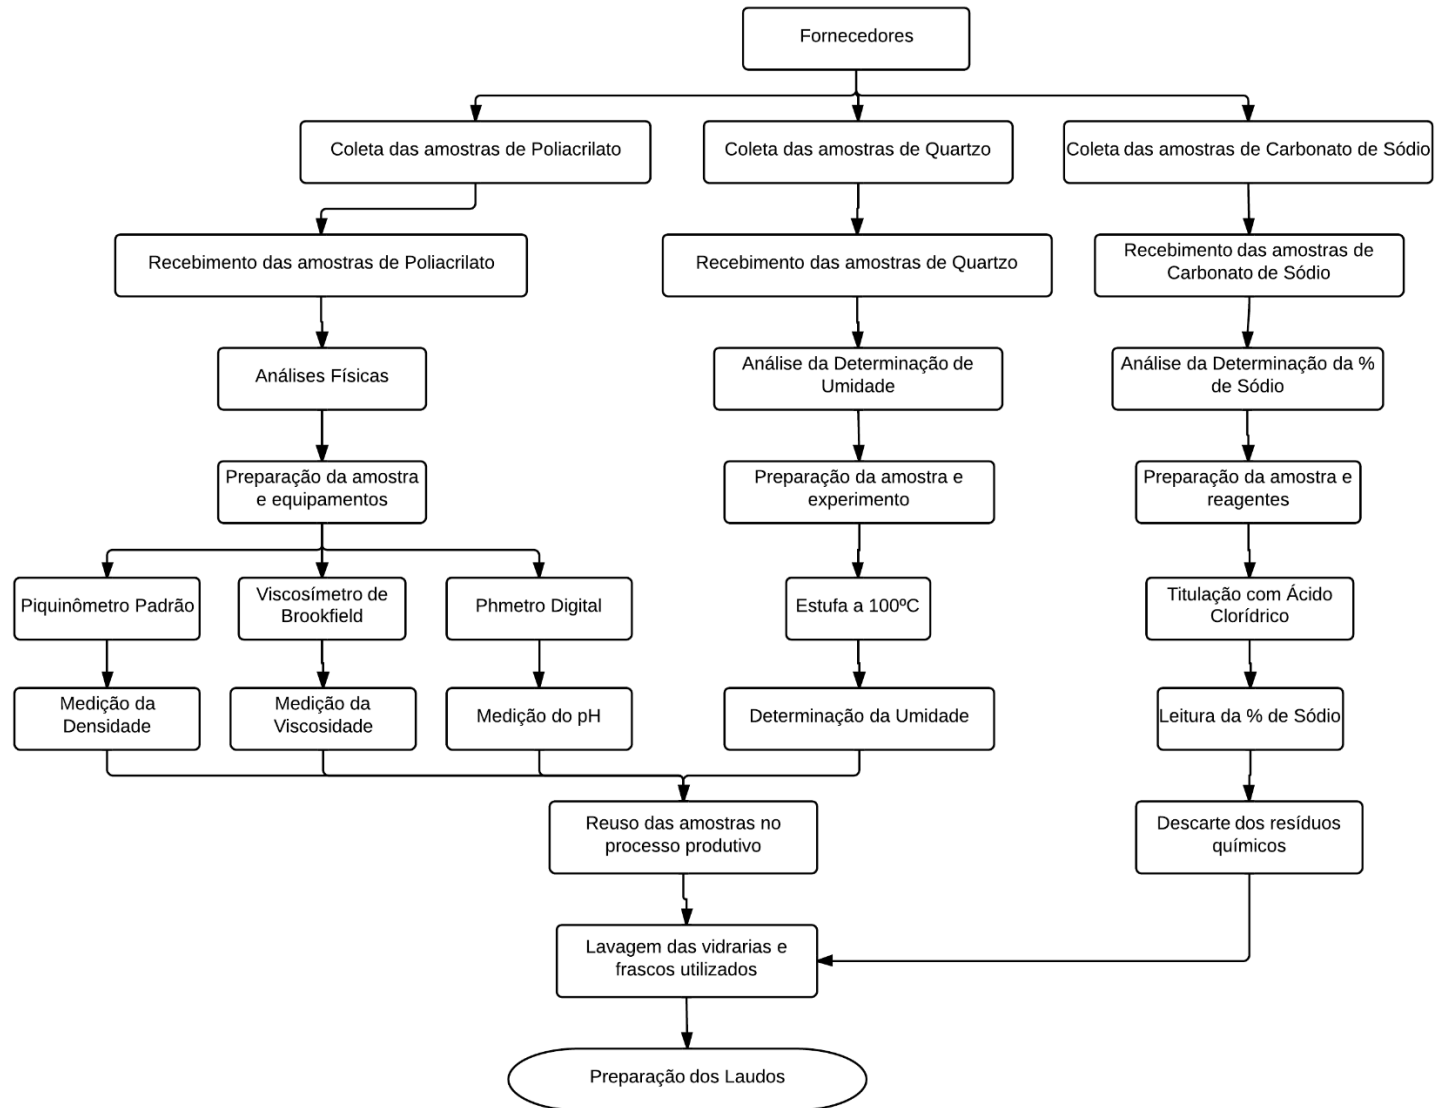 Fornecedores
Coleta das amostras de Poliacrilato
Coleta das amostras de Quartzo
Coleta das amostras de Carbonato de Sódio
Recebimento das amostras de Poliacrilato
Recebimento das amostras de Quartzo
Recebimento das amostras de
Carbonato de Sódio
Análises Físicas
Análise da Determinação de
Umidade
Análise da Determinação da %
de Sódio
Preparação da amostra
e equipamentos
Preparação da amostra e
experimento
Preparação da amostra e
reagentes
Piquinômetro Padrão
Viscosímetro de
Brookfield
Phmetro Digital
Estufa a 100ºC
Titulação com Ácido
Clorídrico
Medição da
Densidade
Medição da
Viscosidade
Medição do pH
Determinação da Umidade
Leitura da % de Sódio
Reuso das amostras no
processo produtivo
Descarte dos resíduos
químicos
Lavagem das vidrarias e
frascos utilizados
Preparação dos Laudos